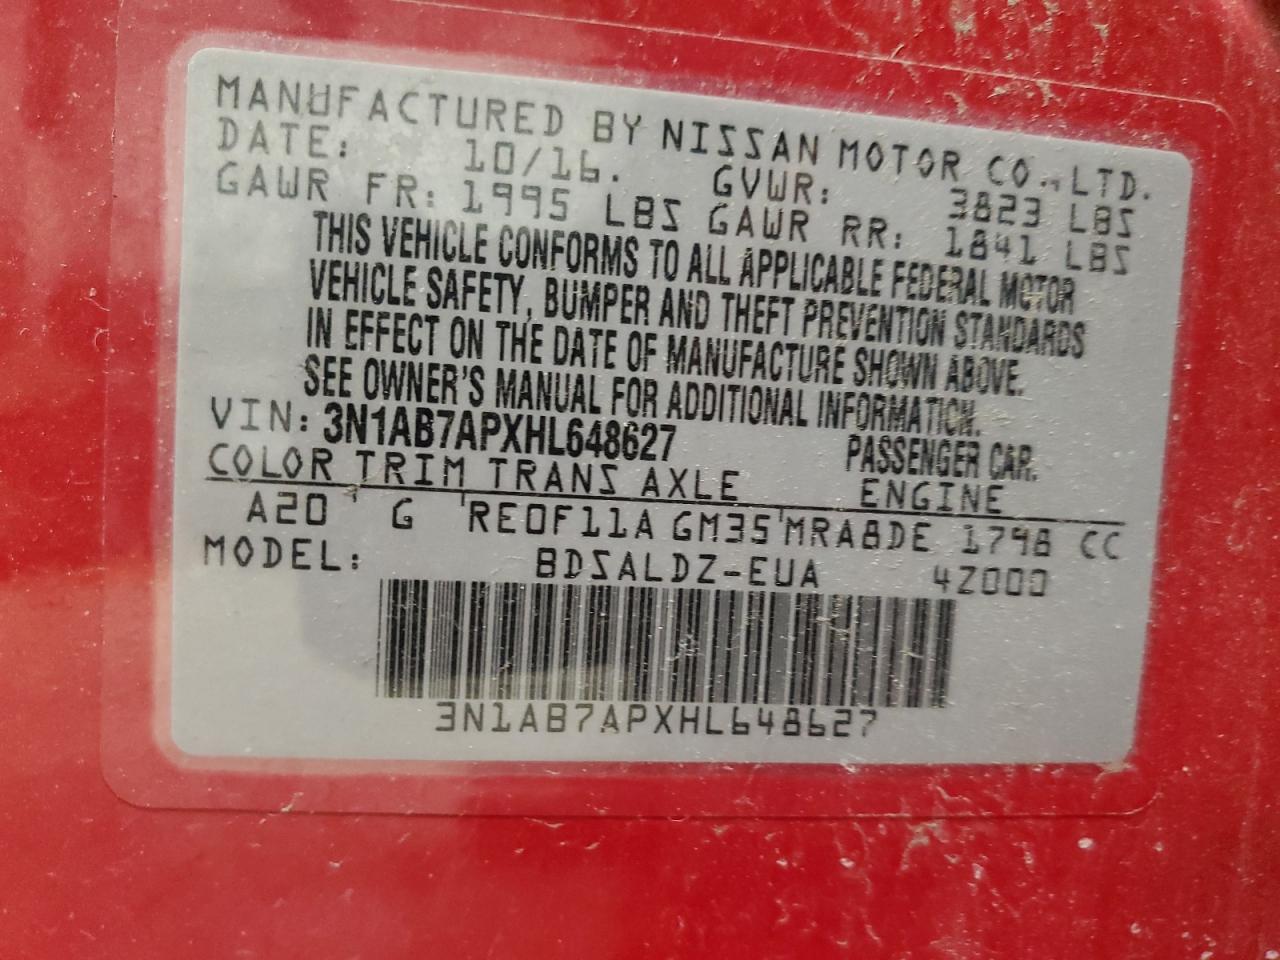 MANUFACTURED BY NISSAN MOTOR CO., LTD.
DATE: 10/16. GVWR: 3823 LBS
GAWR FR: 1995 LBS GAWR RR: 1841 LBS
THIS VEHICLE CONFORMS TO ALL APPLICABLE FEDERAL MOTOR
VEHICLE SAFETY, BUMPER AND THEFT PREVENTION STANDARDS
IN EFFECT ON THE DATE OF MANUFACTURE SHOWN ABOVE.
SEE OWNER'S MANUAL FOR ADDITIONAL INFORMATION.
VIN: 3N1AB7APXHL648627 PASSENGER CAR.
COLOR TRIM TRANS AXLE ENGINE
A20 G RE0F11A GM35 MRA8DE 1798 CC
MODEL: BDSALDZ-EUA 4Z000
3N1AB7APXHL648627